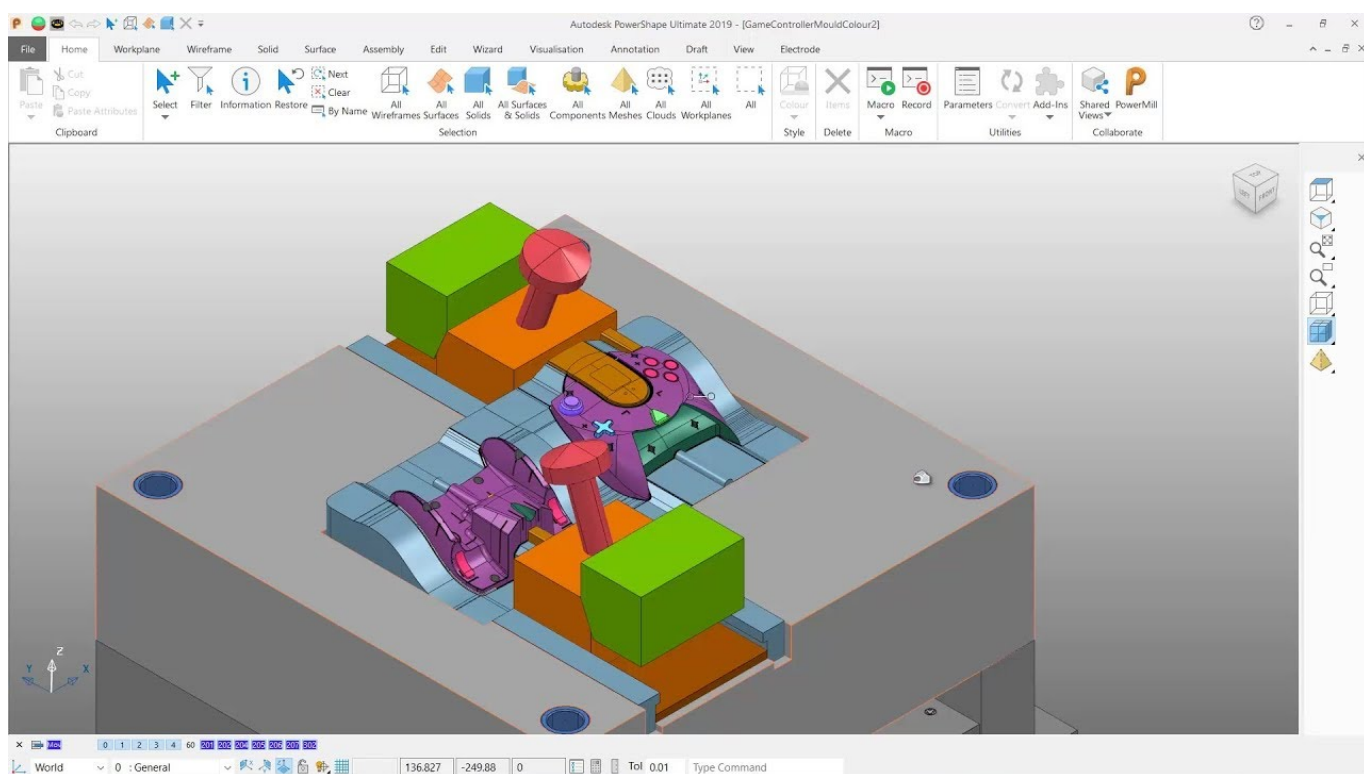 Autodesk PowerShape Ultimate 2019 - [GameControllerMouldColour2]
File Home Workplane Wireframe Solid Surface Assembly Edit Wizard Visualisation Annotation Draft View Electrode
Paste
Cut
Copy
Paste Attributes
Clipboard
Select Filter Information Restore
Next
Clear
By Name
All Wireframes All Surfaces All Solids All Surfaces & Solids All Components All Meshes All Clouds All Workplanes All
Selection
Colour
Style
Items
Delete
Macro Record
Macro
Parameters Convert Add-Ins
Utilities
Shared Views PowerMill
Collaborate
TOP
LEFT FRONT
Z
Y X
0 1 2 3 4 60 201
World 0 : General 136.827 -249.88 0 Tol 0.01 Type Command